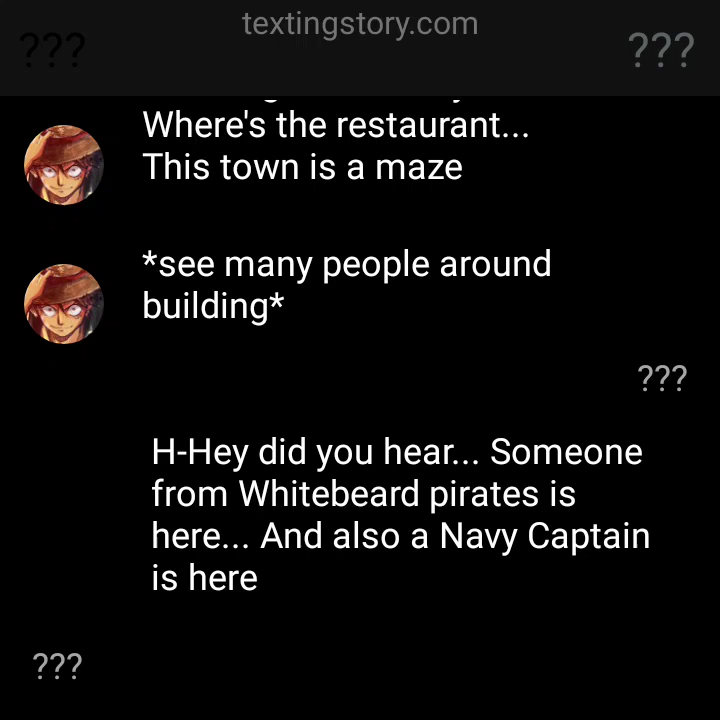 textingstory.com
??? ???
Where's the restaurant...
This town is a maze
*see many people around
building*
???
H-Hey did you hear... Someone
from Whitebeard pirates is
here... And also a Navy Captain
is here
???